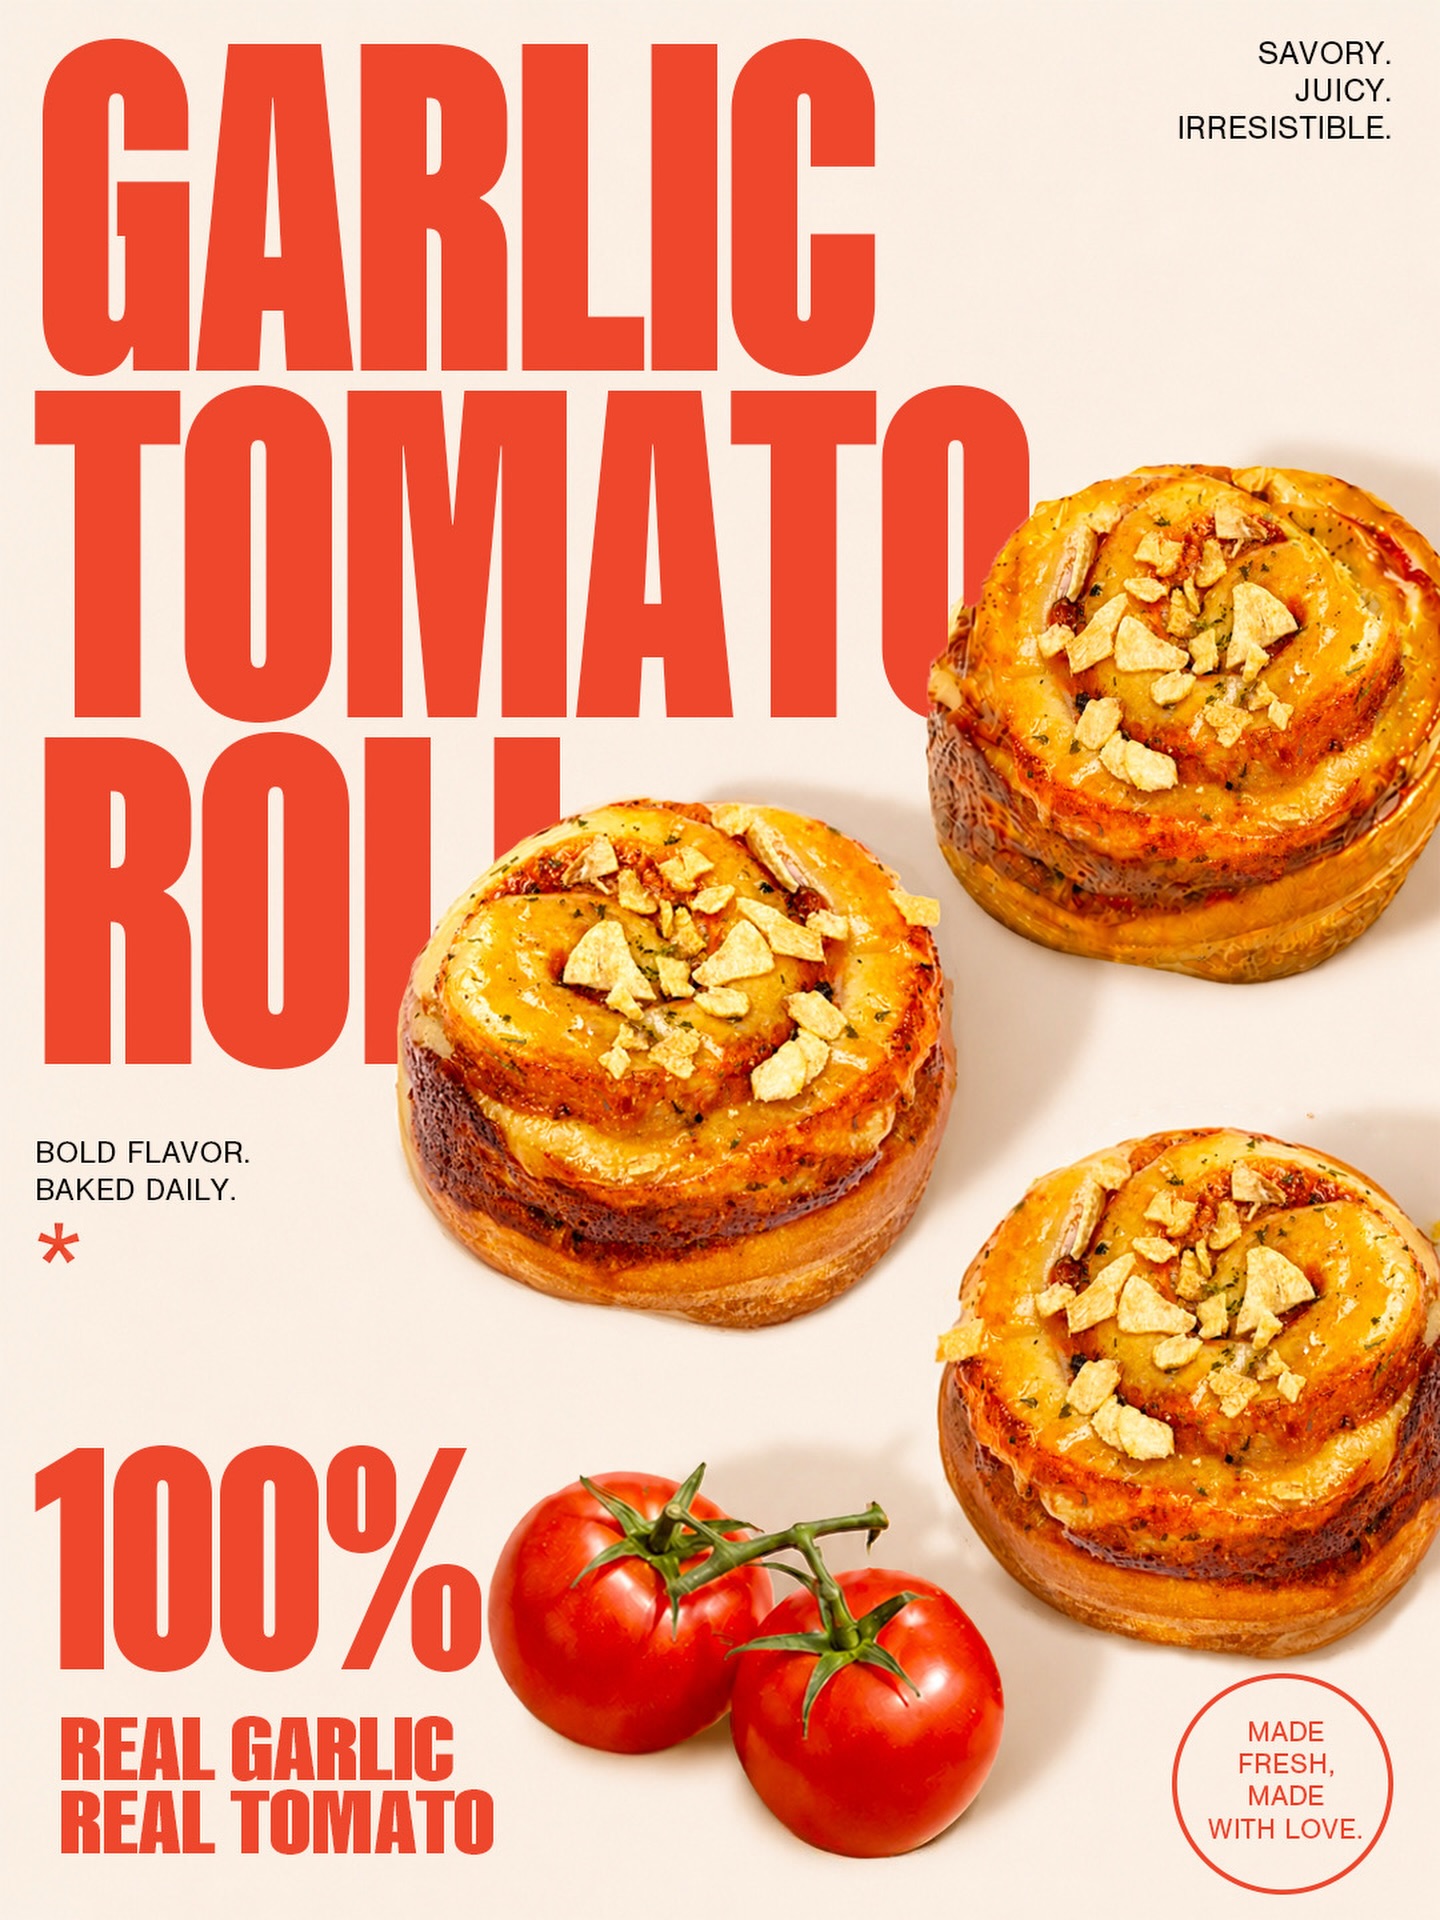 GARLIC
SAVORY.
JUICY.
IRRESISTIBLE.
TOMATO
ROLL
BOLD FLAVOR.
BAKED DAILY.
*
100%
REAL GARLIC
REAL TOMATO
MADE
FRESH,
MADE
WITH LOVE.